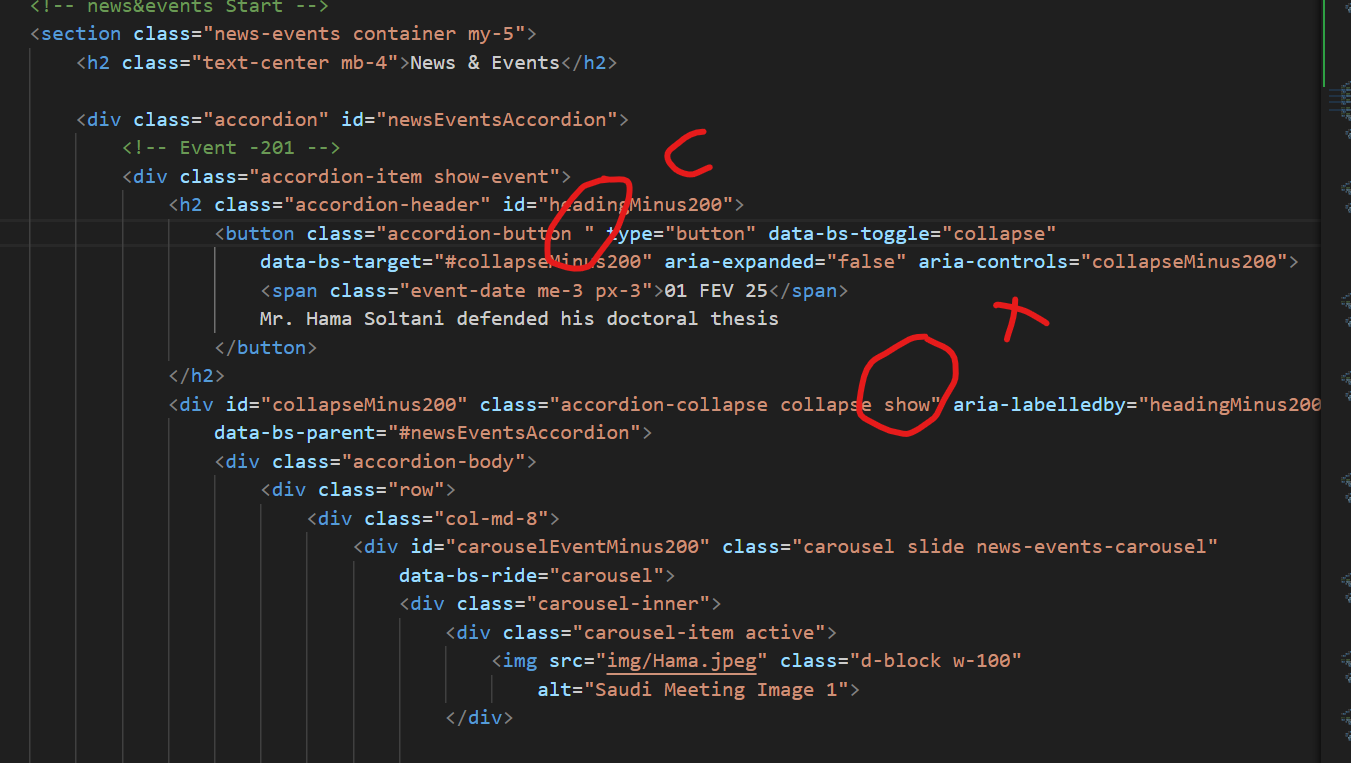 <!-- news&events Start -->
<section class="news-events container my-5">
<h2 class="text-center mb-4">News & Events</h2>
<div class="accordion" id="newsEventsAccordion">
<!-- Event -201 -->
<div class="accordion-item show-event">
<h2 class="accordion-header" id="headingMinus200">
<button class="accordion-button " type="button" data-bs-toggle="collapse"
data-bs-target="#collapseMinus200" aria-expanded="false" aria-controls="collapseMinus200">
<span class="event-date me-3 px-3">01 FEV 25</span>
Mr. Hama Soltani defended his doctoral thesis
</button>
</h2>
<div id="collapseMinus200" class="accordion-collapse collapse show" aria-labelledby="headingMinus200
data-bs-parent="#newsEventsAccordion">
<div class="accordion-body">
<div class="row">
<div class="col-md-8">
<div id="carouselEventMinus200" class="carousel slide news-events-carousel"
data-bs-ride="carousel">
<div class="carousel-inner">
<div class="carousel-item active">
<img src="img/Hama.jpeg" class="d-block w-100"
alt="Saudi Meeting Image 1">
</div>